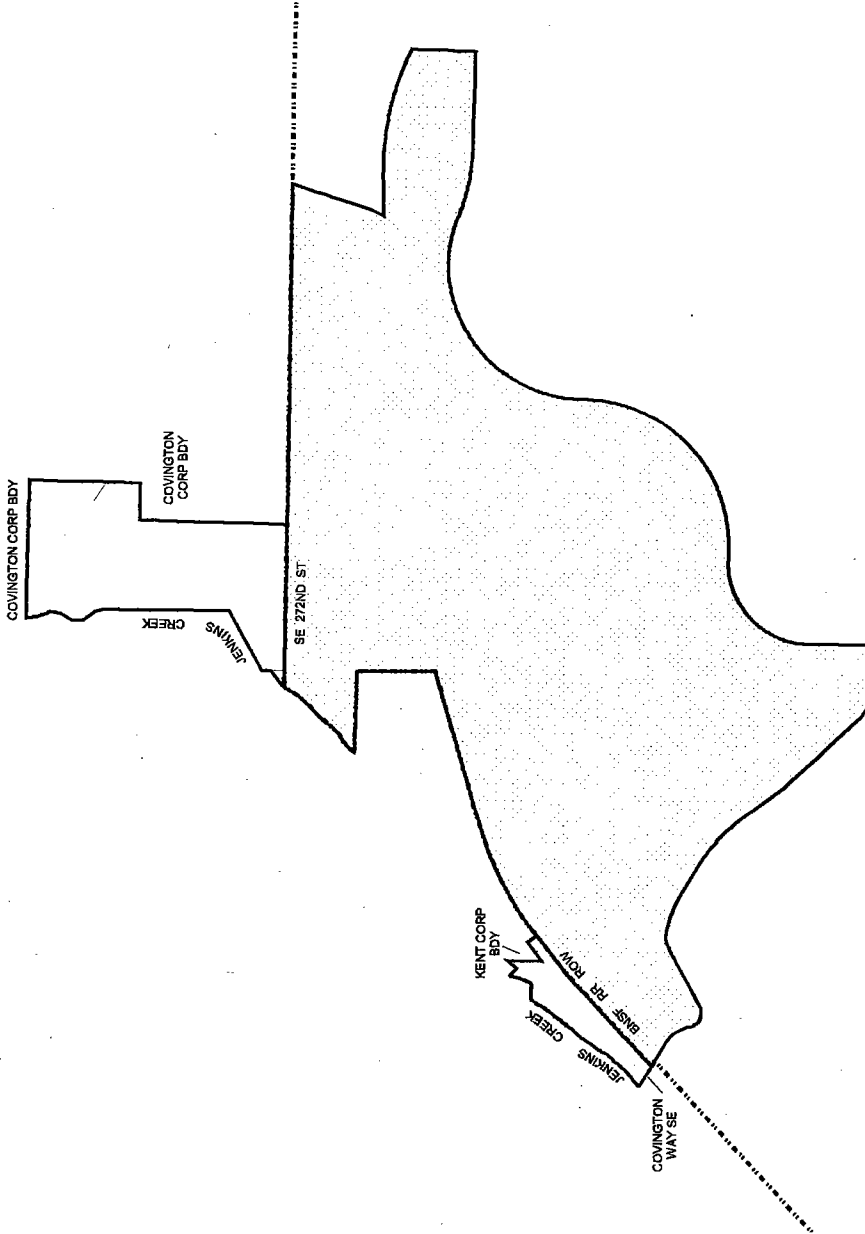 COVINGTON CORP BDY
COVINGTON
CORP BDY
CREEK
JENKINS
SE 272ND ST
KENT CORP
BDY
BNSF RR ROW
JENKINS CREEK
COVINGTON
WAY SE